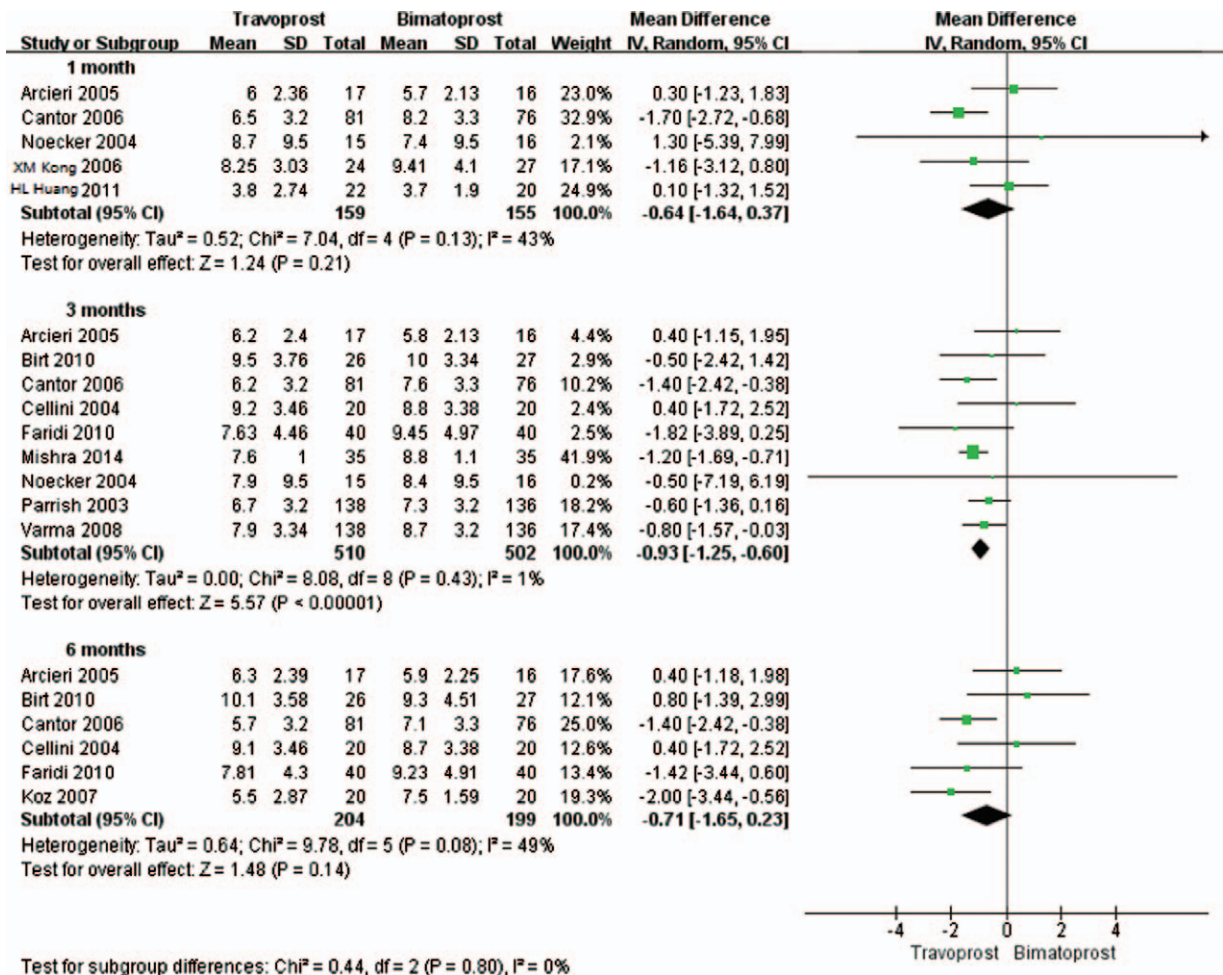 Travoprost Bimatoprost Mean Difference Mean Difference
Study or Subgroup Mean SD Total Mean SD Total Weight IV, Random, 95% CI IV, Random, 95% CI
1 month
Arcieri 2005 6 2.36 17 5.7 2.13 16 23.0% 0.30 [-1.23, 1.83]
Cantor 2006 6.5 3.2 81 8.2 3.3 76 32.9% -1.70 [-2.72, -0.68]
Noecker 2004 8.7 9.5 15 7.4 9.5 16 2.1% 1.30 [-5.39, 7.99]
XM Kong 2006 8.25 3.03 24 9.41 4.1 27 17.1% -1.16 [-3.12, 0.80]
HL Huang 2011 3.8 2.74 22 3.7 1.9 20 24.9% 0.10 [-1.32, 1.52]
Subtotal (95% CI) 159 155 100.0% -0.64 [-1.64, 0.37]
Heterogeneity: Tau² = 0.52; Chi² = 7.04, df = 4 (P = 0.13); I² = 43%
Test for overall effect: Z = 1.24 (P = 0.21)
3 months
Arcieri 2005 6.2 2.4 17 5.8 2.13 16 4.4% 0.40 [-1.15, 1.95]
Birt 2010 9.5 3.76 26 10 3.34 27 2.9% -0.50 [-2.42, 1.42]
Cantor 2006 6.2 3.2 81 7.6 3.3 76 10.2% -1.40 [-2.42, -0.38]
Cellini 2004 9.2 3.46 20 8.8 3.38 20 2.4% 0.40 [-1.72, 2.52]
Faridi 2010 7.63 4.46 40 9.45 4.97 40 2.5% -1.82 [-3.89, 0.25]
Mishra 2014 7.6 1 35 8.8 1.1 35 41.9% -1.20 [-1.69, -0.71]
Noecker 2004 7.9 9.5 15 8.4 9.5 16 0.2% -0.50 [-7.19, 6.19]
Parrish 2003 6.7 3.2 138 7.3 3.2 136 18.2% -0.60 [-1.36, 0.16]
Varma 2008 7.9 3.34 138 8.7 3.2 136 17.4% -0.80 [-1.57, -0.03]
Subtotal (95% CI) 510 502 100.0% -0.93 [-1.25, -0.60]
Heterogeneity: Tau² = 0.00; Chi² = 8.08, df = 8 (P = 0.43); I² = 1%
Test for overall effect: Z = 5.57 (P < 0.00001)
6 months
Arcieri 2005 6.3 2.39 17 5.9 2.25 16 17.6% 0.40 [-1.18, 1.98]
Birt 2010 10.1 3.58 26 9.3 4.51 27 12.1% 0.80 [-1.39, 2.99]
Cantor 2006 5.7 3.2 81 7.1 3.3 76 25.0% -1.40 [-2.42, -0.38]
Cellini 2004 9.1 3.46 20 8.7 3.38 20 12.6% 0.40 [-1.72, 2.52]
Faridi 2010 7.81 4.3 40 9.23 4.91 40 13.4% -1.42 [-3.44, 0.60]
Koz 2007 5.5 2.87 20 7.5 1.59 20 19.3% -2.00 [-3.44, -0.56]
Subtotal (95% CI) 204 199 100.0% -0.71 [-1.65, 0.23]
Heterogeneity: Tau² = 0.64; Chi² = 9.78, df = 5 (P = 0.08); I² = 49%
Test for overall effect: Z = 1.48 (P = 0.14)
-4 -2 0 2 4
Travoprost Bimatoprost
Test for subgroup differences: Chi² = 0.44, df = 2 (P = 0.80), I² = 0%